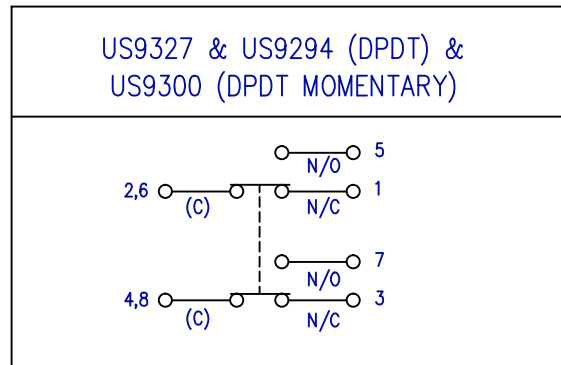 US9327 & US9294 (DPDT) &
US9300 (DPDT MOMENTARY)
5
N/O
2,6
1
(C)
N/C
7
N/O
4,8
3
(C)
N/C